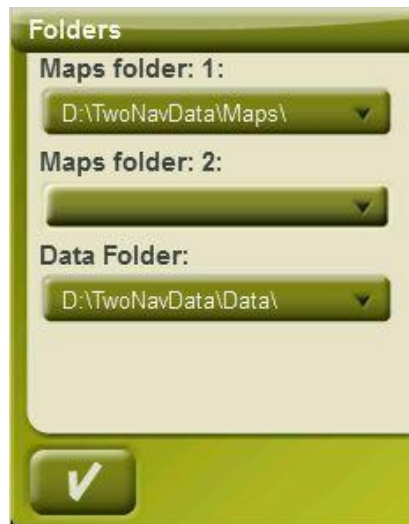 Folders
Maps folder: 1:
D:\TwoNavData\Maps\
Maps folder: 2:
Data Folder:
D:\TwoNavData\Data\